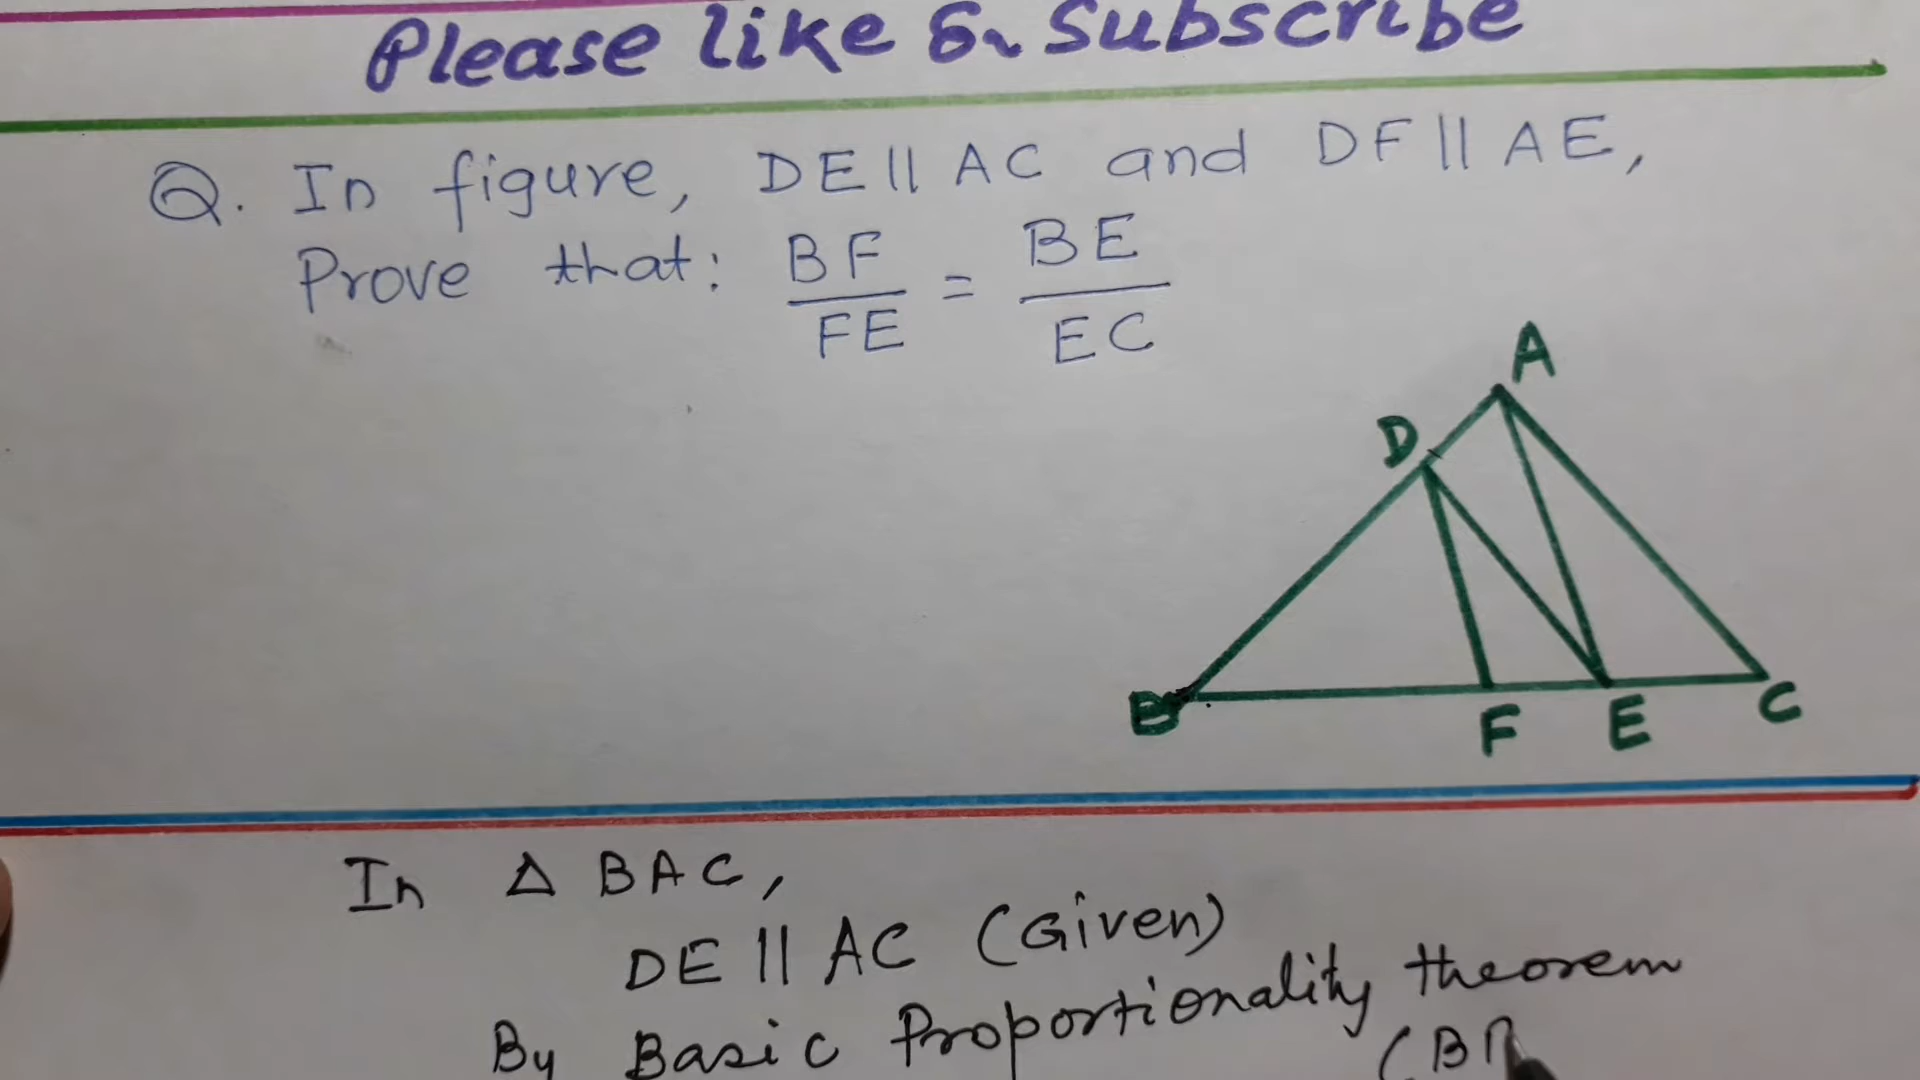 Please like & Subscribe
Q. In figure, DE || AC and DF || AE,
Prove that: BF/FE = BE/EC
A
D
B
F E C
In Δ BAC,
DE || AC (Given)
By Basic Proportionality theorem
(B